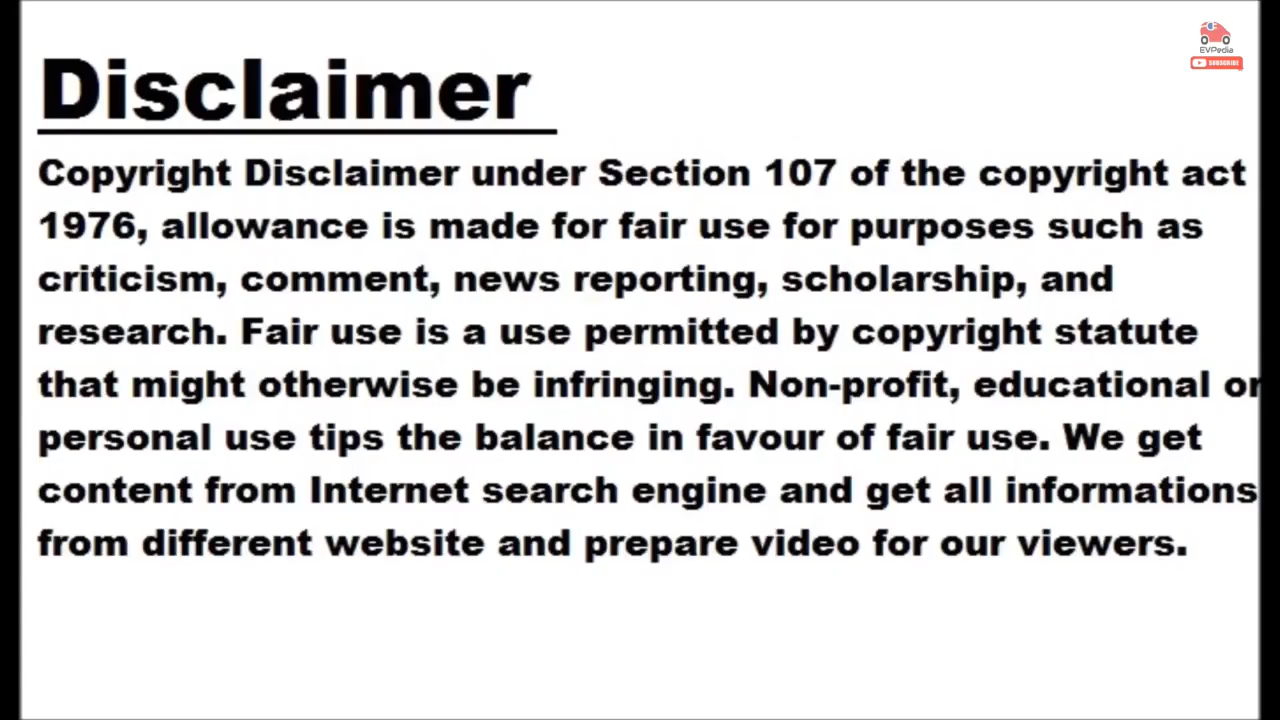 EVPedia
SUBSCRIBE
Disclaimer
Copyright Disclaimer under Section 107 of the copyright act
1976, allowance is made for fair use for purposes such as
criticism, comment, news reporting, scholarship, and
research. Fair use is a use permitted by copyright statute
that might otherwise be infringing. Non-profit, educational or
personal use tips the balance in favour of fair use. We get
content from Internet search engine and get all informations
from different website and prepare video for our viewers.